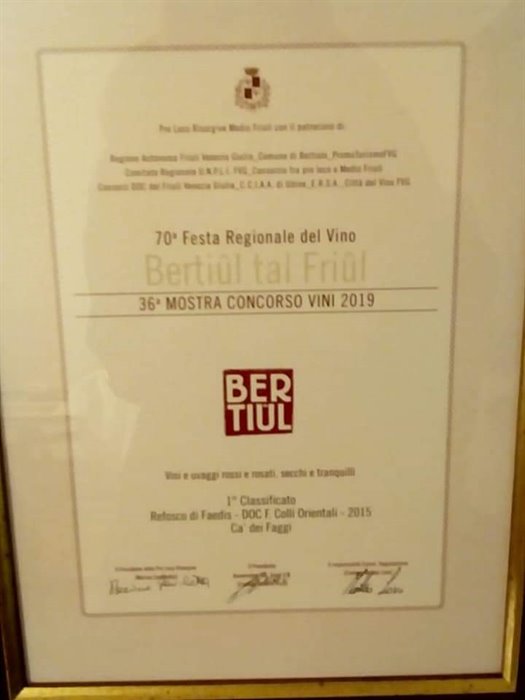 Pro Loco Risorgive Medio Friuli con il patrocinio di:
Regione Autonoma Friuli Venezia Giulia_Comune di Bertiolo_PromoTurismoFVG
Comitato Regionale U.N.P.L.I. FVG_Consorzio fra pro loco e Medio Friuli
Consorzi DOC del Friuli Venezia Giulia_C.C.I.A.A. di Udine_E.R.S.A._Città del Vino FVG
70ª Festa Regionale del Vino
Bertiûl tal Friûl
36ª MOSTRA CONCORSO VINI 2019
BER
TIÛL
Vini e uvaggi rossi e rosati, secchi e tranquilli
1° Classificato
Refosco di Faedis - DOC F. Colli Orientali - 2015
Ca' dei Faggi
Il Presidente